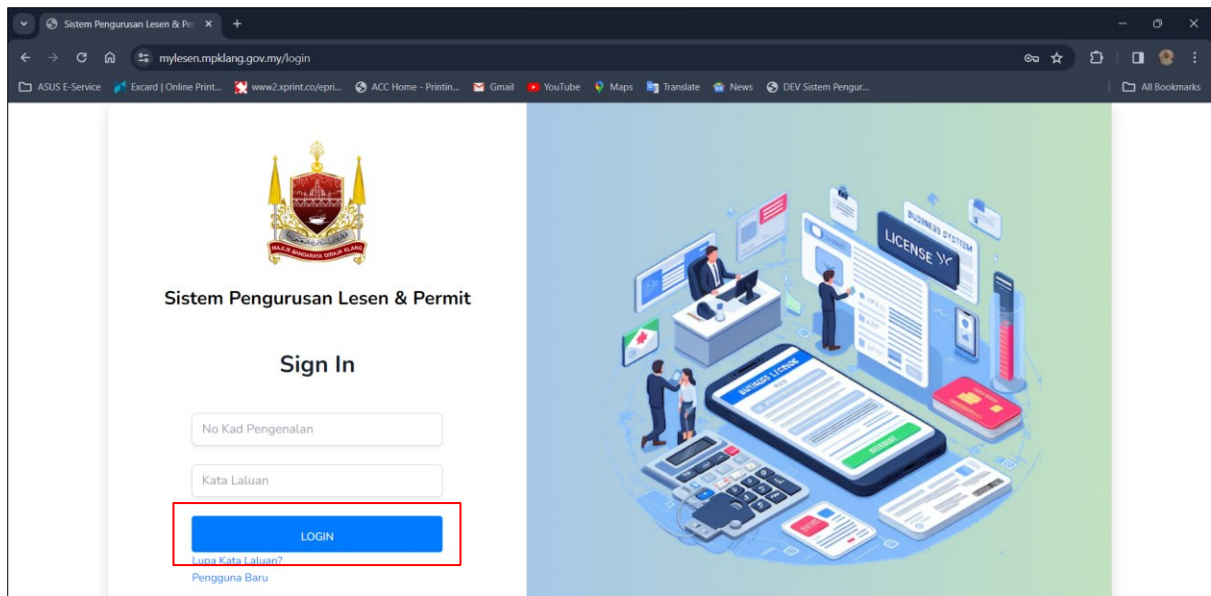 Sistem Pengurusan Lesen & Per
mylesen.mpklang.gov.my/login
ASUS E-Service Excard | Online Print... www2.xprint.co/epri... ACC Home - Printin... Gmail YouTube Maps Translate News DEV Sistem Pengur... All Bookmarks
MAJLIS BANDARAYA DIRAJA KLANG
Sistem Pengurusan Lesen & Permit
Sign In
No Kad Pengenalan
Kata Laluan
LOGIN
Lupa Kata Laluan?
Pengguna Baru
BUSINESS SYSTEM
LICENSE